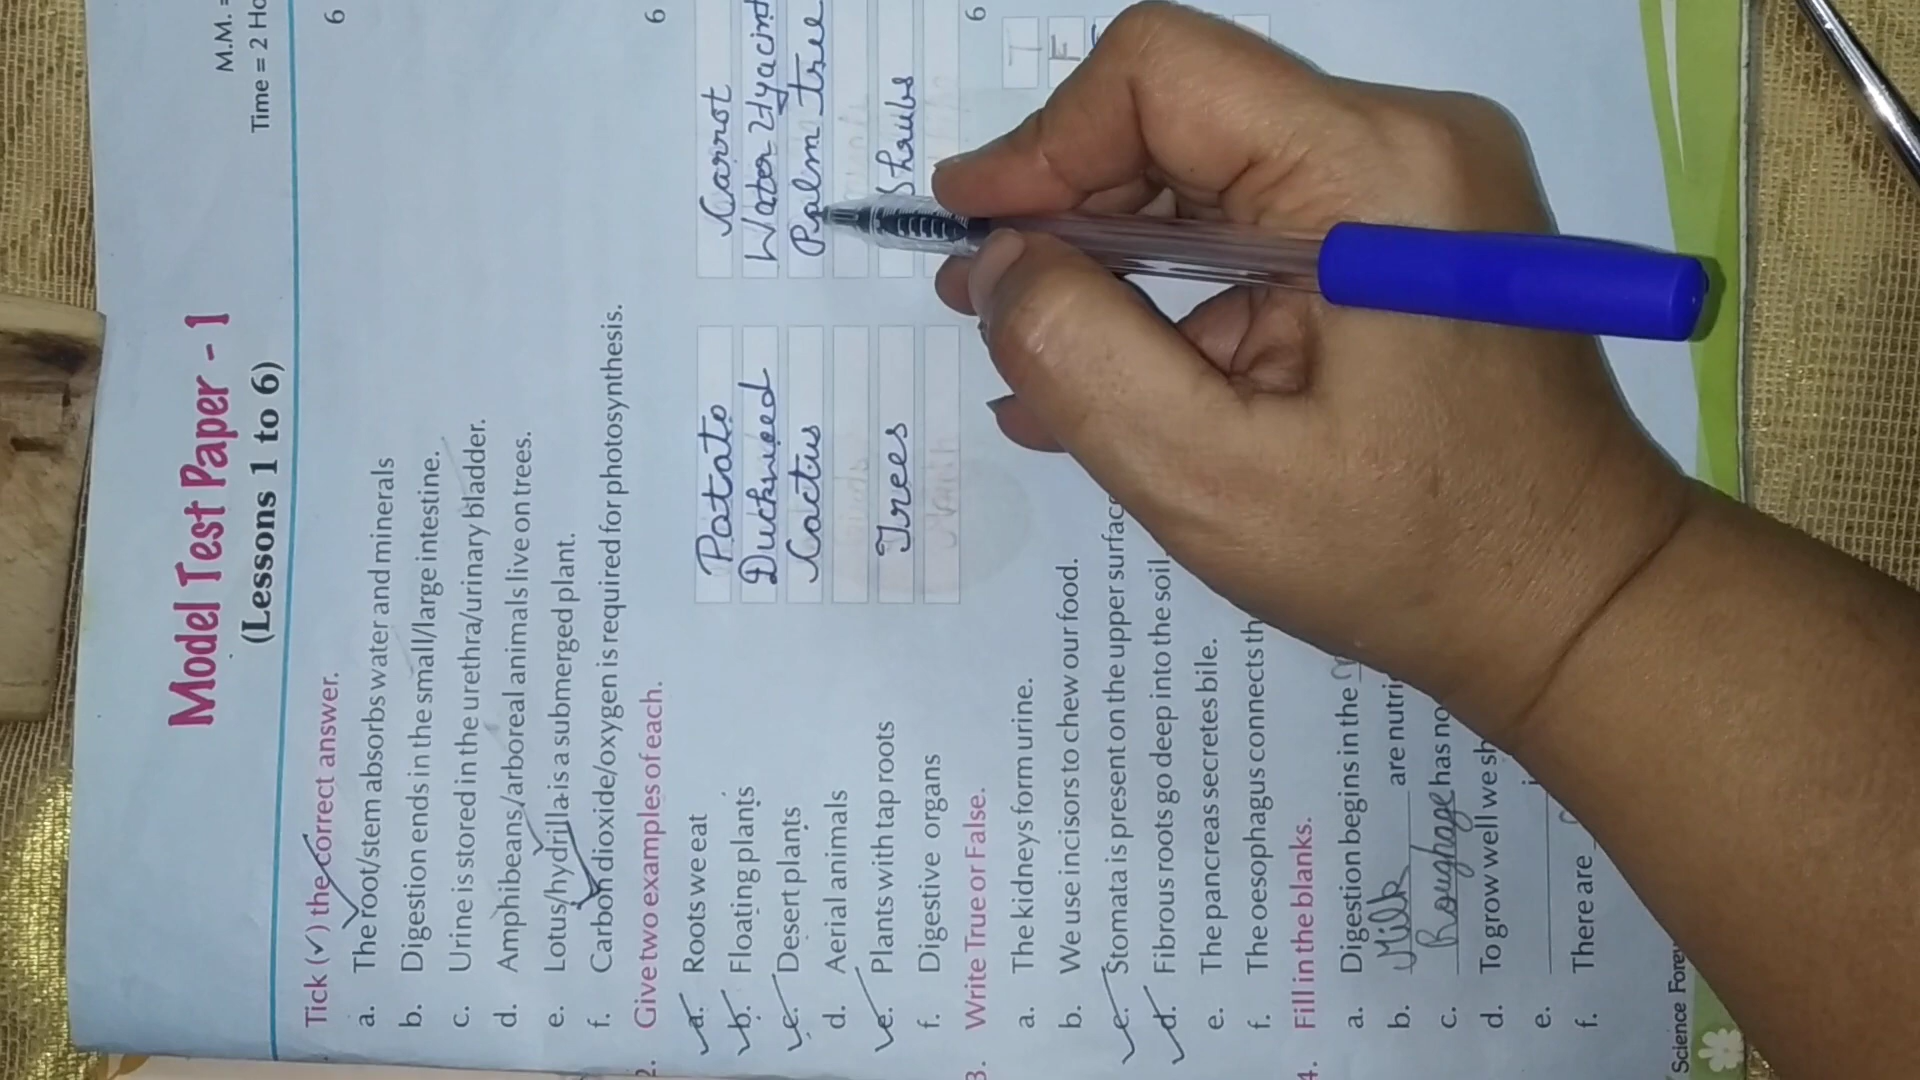 Model Test Paper - 1
(Lessons 1 to 6)
M.M. =
Time = 2 Ho
Tick (✓) the correct answer. 6
a. The root/stem absorbs water and minerals
b. Digestion ends in the small/large intestine.
c. Urine is stored in the urethra/urinary bladder.
d. Amphibeans/arboreal animals live on trees.
e. Lotus/hydrilla is a submerged plant.
f. Carbon dioxide/oxygen is required for photosynthesis.
2. Give two examples of each. 6
a. Roots we eat Potato Carrot
b. Floating plants Duckweed Water Hyacint
c. Desert plants Cactus Palm tree
d. Aerial animals
e. Plants with tap roots Trees Shrubs
f. Digestive organs
3. Write True or False. 6
a. The kidneys form urine. T
b. We use incisors to chew our food. F
c. Stomata is present on the upper surfac
d. Fibrous roots go deep into the soil.
e. The pancreas secretes bile.
f. The oesophagus connects th
4. Fill in the blanks.
a. Digestion begins in the
b. Milk are nutri
c. Roughage has no
d. To grow well we sh
e.
f. There are
Science Forev